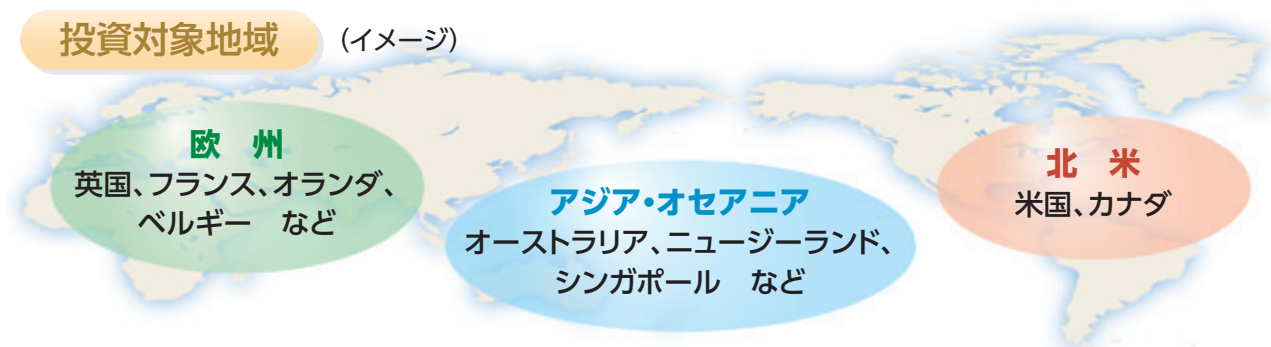 投資対象地域
(イメージ)
欧 州
英国、フランス、オランダ、
ベルギー など
アジア・オセアニア
オーストラリア、ニュージーランド、
シンガポール など
北 米
米国、カナダ